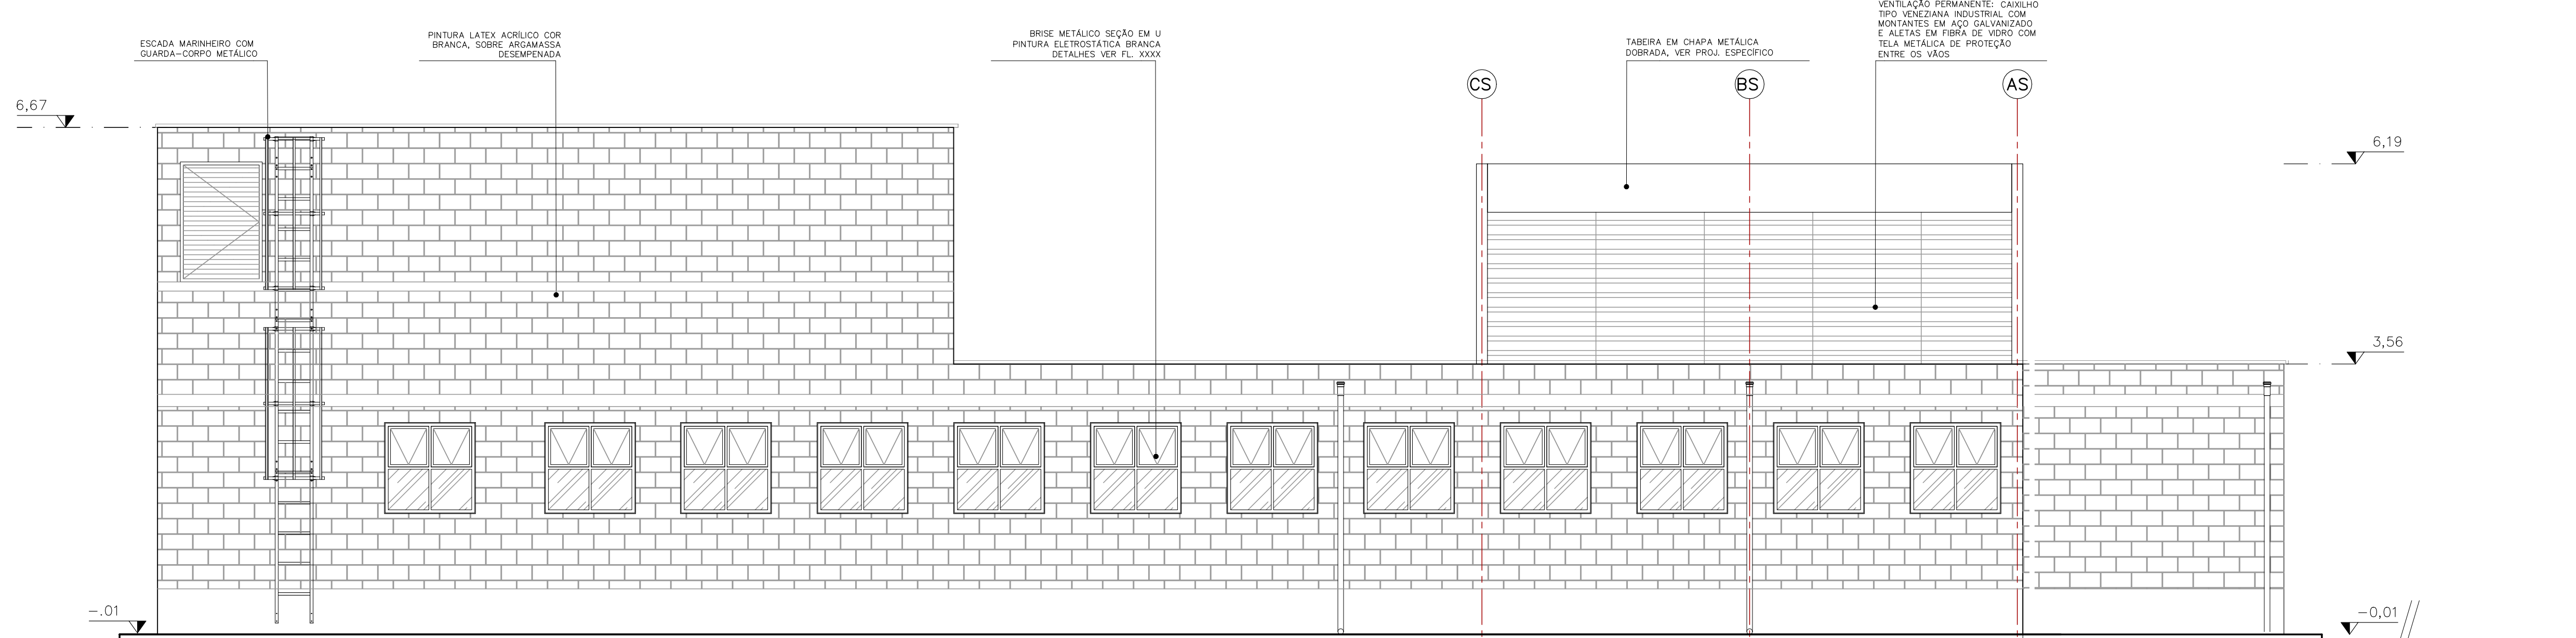 ESCADA MARINHEIRO COM
GUARDA-CORPO METÁLICO
PINTURA LATEX ACRÍLICO COR
BRANCA, SOBRE ARGAMASSA
DESEMPENADA
BRISE METÁLICO SEÇÃO EM U
PINTURA ELETROSTÁTICA BRANCA
DETALHES VER FL. XXXX
TABEIRA EM CHAPA METÁLICA
DOBRADA, VER PROJ. ESPECÍFICO
VENTILAÇÃO PERMANENTE: CAIXILHO
TIPO VENEZIANA INDUSTRIAL COM
MONTANTES EM AÇO GALVANIZADO
E ALETAS EM FIBRA DE VIDRO COM
TELA METÁLICA DE PROTEÇÃO
ENTRE OS VÃOS
CS
BS
AS
6,67
6,19
3,56
-.01
-0,01